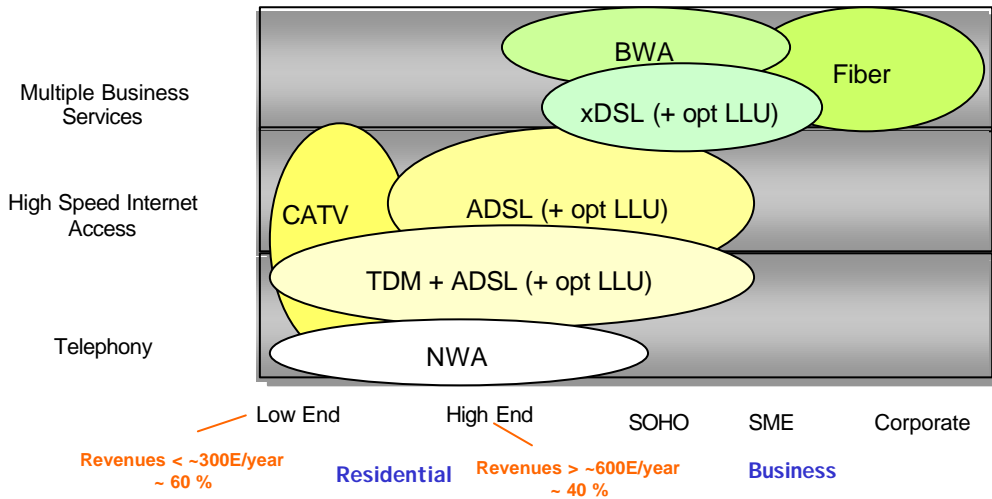 BWA
Fiber
Multiple Business
Services
xDSL (+ opt LLU)
High Speed Internet
Access
CATV
ADSL (+ opt LLU)
TDM + ADSL (+ opt LLU)
Telephony
NWA
Low End
High End
SOHO
SME
Corporate
Revenues < ~300E/year
~ 60 %
Residential
Revenues > ~600E/year
~ 40 %
Business